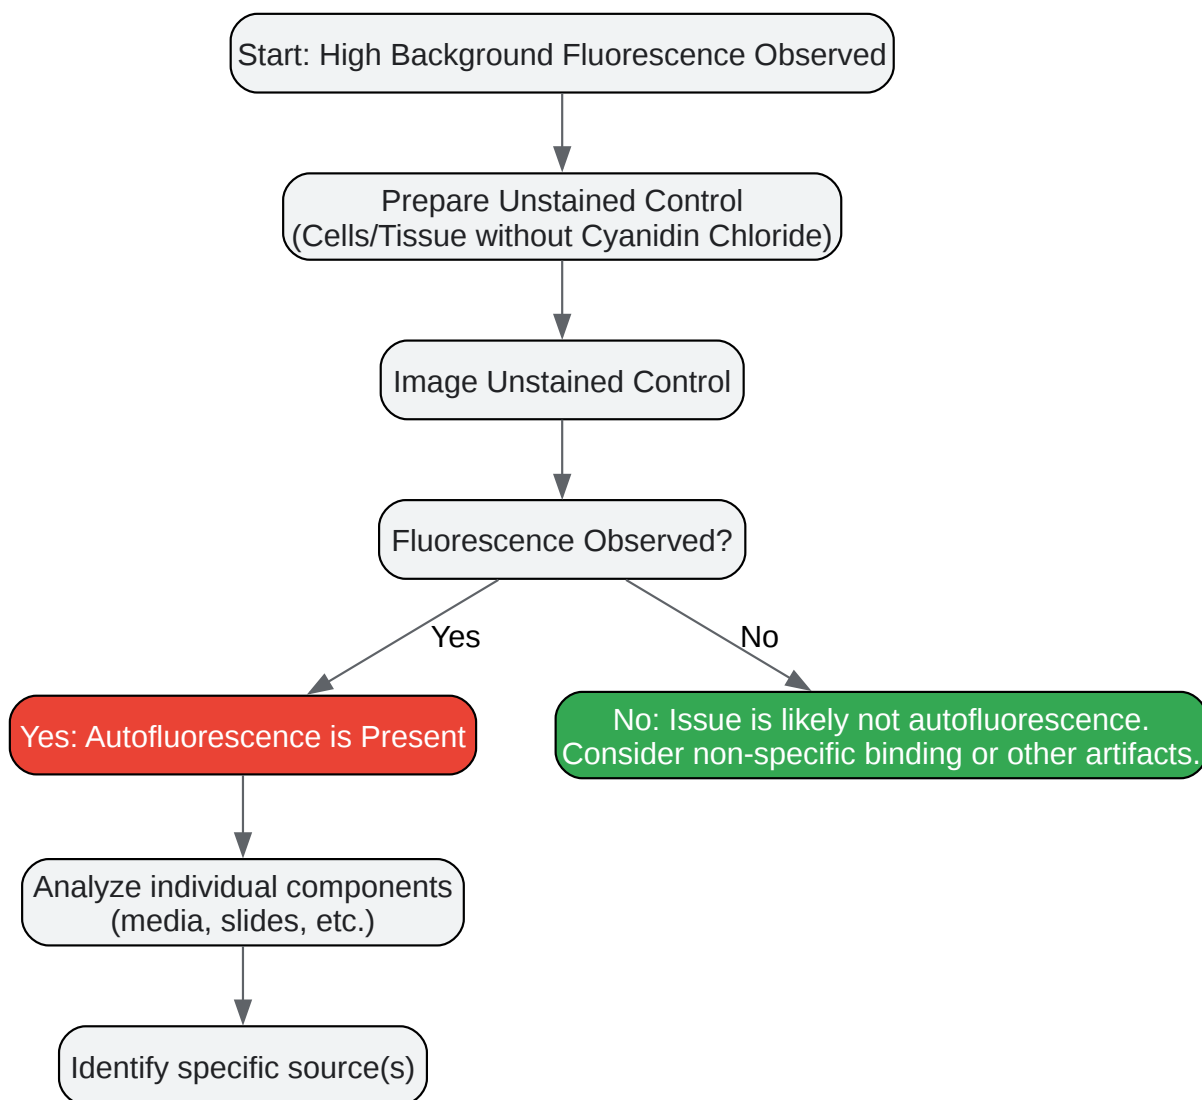 Start: High Background Fluorescence Observed
Prepare Unstained Control
(Cells/Tissue without Cyanidin Chloride)
Image Unstained Control
Fluorescence Observed?
Yes
No
Yes: Autofluorescence is Present
No: Issue is likely not autofluorescence.
Consider non-specific binding or other artifacts.
Analyze individual components
(media, slides, etc.)
Identify specific source(s)